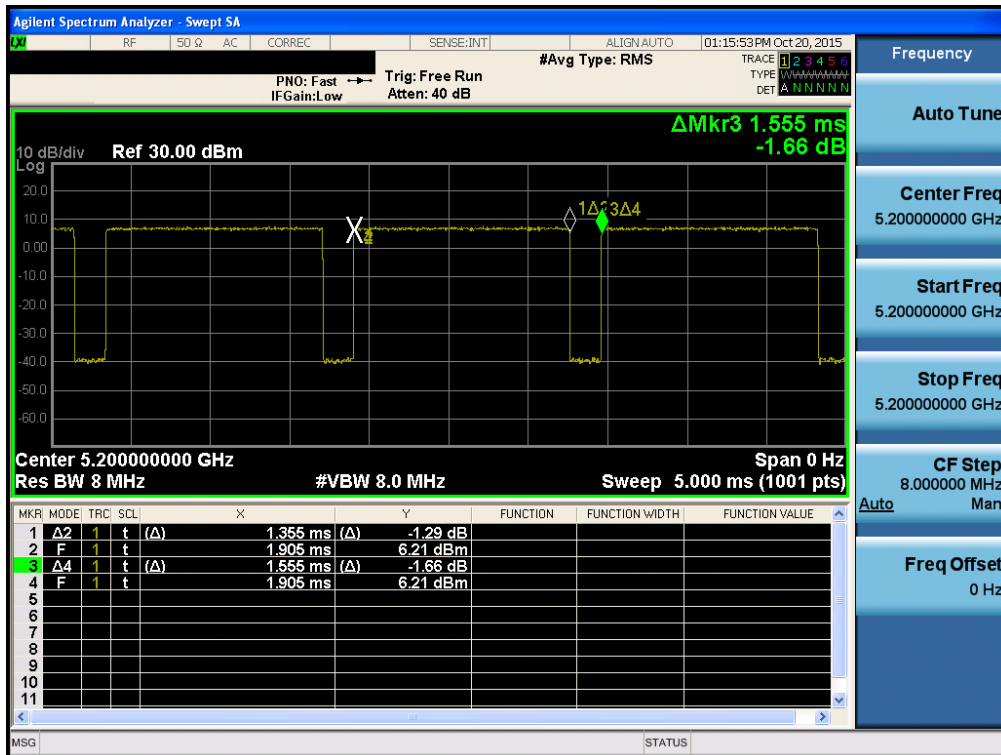 Agilent Spectrum Analyzer - Swept SA
LXI RF 50 Ω AC CORREC SENSE:INT ALIGN AUTO 01:15:53 PM Oct 20, 2015
#Avg Type: RMS
TRACE 1 2 3 4 5 6
PNO: Fast Trig: Free Run
TYPE
IFGain:Low Atten: 40 dB
DET A N N N N N
ΔMkr3 1.555 ms
-1.66 dB
10 dB/div Ref 30.00 dBm
Log
20.0
10.0
0.00
-10.0
-20.0
-30.0
-40.0
-50.0
-60.0
3Δ4
Center 5.200000000 GHz Span 0 Hz
Res BW 8 MHz #VBW 8.0 MHz Sweep 5.000 ms (1001 pts)
MKR MODE TRC SCL X Y FUNCTION FUNCTION WIDTH FUNCTION VALUE
1 Δ2 1 t (Δ) 1.355 ms (Δ) -1.29 dB
2 F 1 t 1.905 ms 6.21 dBm
3 Δ4 1 t (Δ) 1.555 ms (Δ) -1.66 dB
4 F 1 t 1.905 ms 6.21 dBm
5
6
7
8
9
10
11
MSG STATUS
Frequency
Auto Tune
Center Freq
5.200000000 GHz
Start Freq
5.200000000 GHz
Stop Freq
5.200000000 GHz
CF Step
8.000000 MHz
Auto Man
Freq Offset
0 Hz